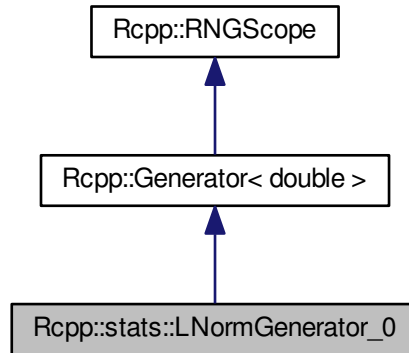 Rcpp::RNGScope
Rcpp::Generator< double >
Rcpp::stats::LNormGenerator_0